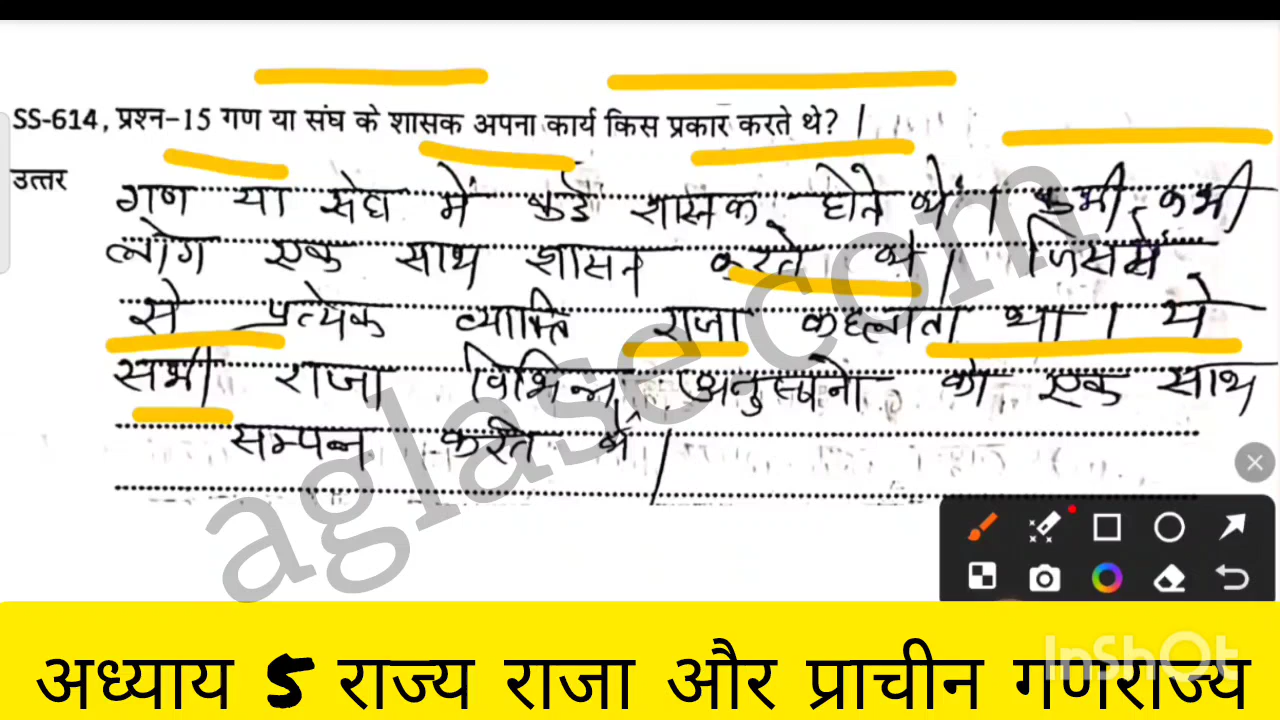 SS-614, प्रश्न-15 गण या संघ के शासक अपना कार्य किस प्रकार करते थे?
उत्तर
गण या संघ में कई शासक होते थे। कभी कभी
लोग एक साथ शासन करते थे। जिसमें
से प्रत्येक व्यक्ति राजा कहलाता था। ये
सभी राजा विभिन्न को एक साथ
सम्पन्न करते थे।
aglasem.com
InShOt
अध्याय 5 राज्य राजा और प्राचीन गणराज्य